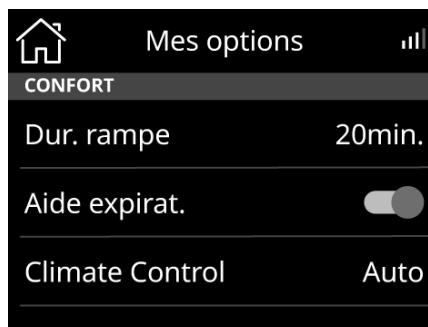 Mes options
CONFORT
Dur. rampe 20min.
Aide expirat.
Climate Control Auto